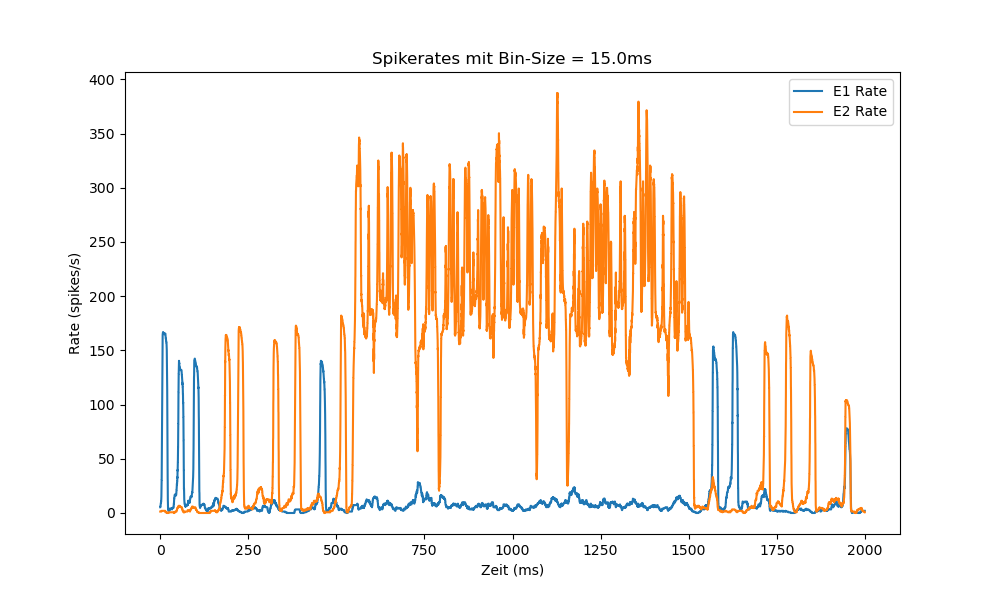 Spikerates mit Bin-Size = 15.0ms
E1 Rate
E2 Rate
Rate (spikes/s)
400
350
300
250
200
150
100
50
0
0 250 500 750 1000 1250 1500 1750 2000
Zeit (ms)